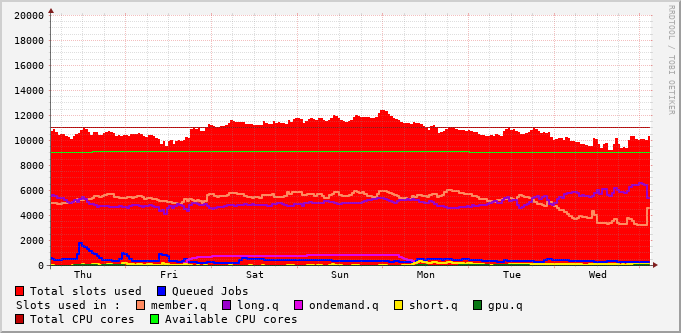 RRDTOOL / TOBI OETIKER
20000
18000
16000
14000
12000
10000
8000
6000
4000
2000
0
Thu Fri Sat Sun Mon Tue Wed
Total slots used Queued Jobs
Slots used in : member.q long.q ondemand.q short.q gpu.q
Total CPU cores Available CPU cores